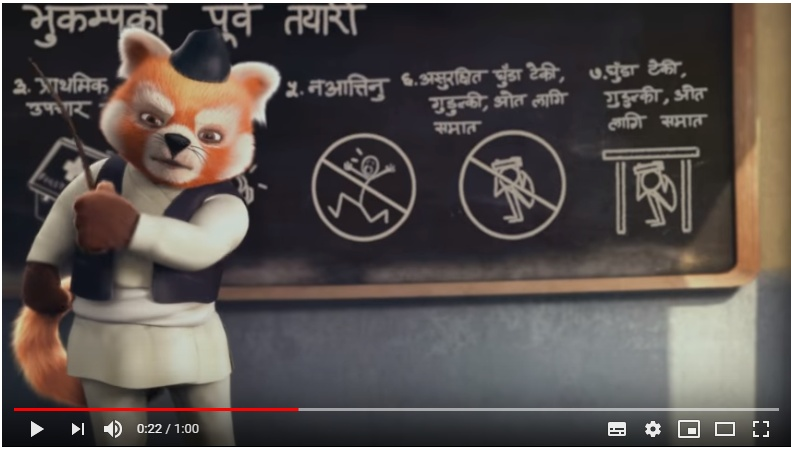 भुकम्पको पूर्व तयारी
३. प्राथमिक
उपचार
५. नआत्तिनु
६.असुरक्षित घुँडा टेकी,
गुडुल्की, ओत लागि
समात
७.घुँडा टेकी,
गुडुल्की, ओत
लागि समात
0:22 / 1:00